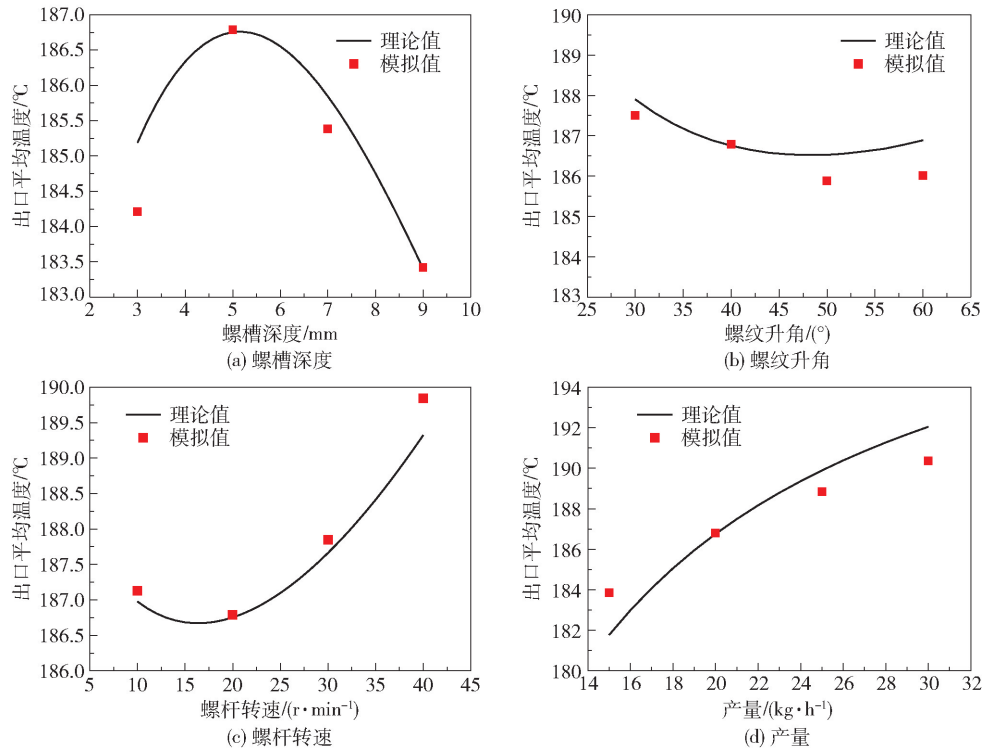 187.0
186.5
186.0
185.5
185.0
184.5
184.0
183.5
183.0
出口平均温度/℃
理论值
模拟值
2 3 4 5 6 7 8 9 10
螺槽深度/mm
(a) 螺槽深度
190
189
188
187
186
185
184
183
出口平均温度/℃
理论值
模拟值
25 30 35 40 45 50 55 60 65
螺纹升角/(°)
(b) 螺纹升角
190.0
189.5
189.0
188.5
188.0
187.5
187.0
186.5
186.0
出口平均温度/℃
理论值
模拟值
5 10 15 20 25 30 35 40 45
螺杆转速/(r·min⁻¹)
(c) 螺杆转速
194
192
190
188
186
184
182
180
出口平均温度/℃
理论值
模拟值
14 16 18 20 22 24 26 28 30 32
产量/(kg·h⁻¹)
(d) 产量